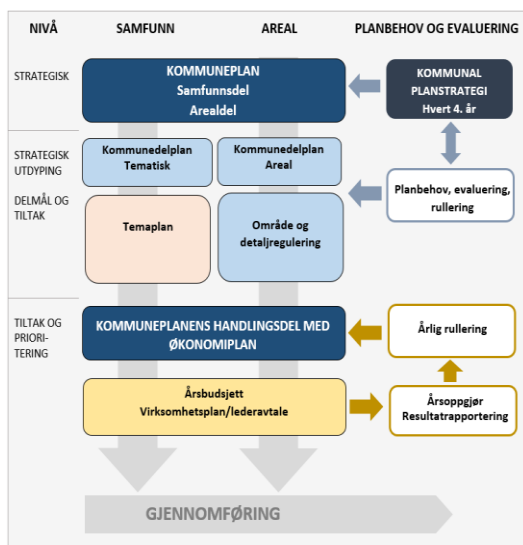 NIVÅ
SAMFUNN
AREAL
PLANBEHOV OG EVALUERING
STRATEGISK
KOMMUNEPLAN
Samfunnsdel
Arealdel
KOMMUNAL
PLANSTRATEGI
Hvert 4. år
STRATEGISK
UTDYPING
Kommunedelplan
Tematisk
Kommunedelplan
Areal
DELMÅL OG
TILTAK
Temaplan
Område og
detaljregulering
Planbehov, evaluering,
rullering
TILTAK OG
PRIORI-
TERING
KOMMUNEPLANENS HANDLINGSDEL MED
ØKONOMIPLAN
Årlig rullering
Årsbudsjett
Virksomhetsplan/lederavtale
Årsoppgjør
Resultatrapportering
GJENNOMFØRING